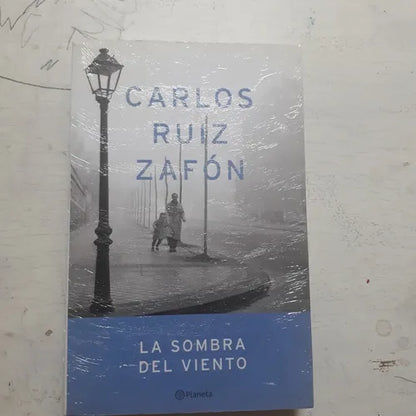 CARLOS
RUIZ
ZAFÓN
LA SOMBRA
DEL VIENTO
Planeta